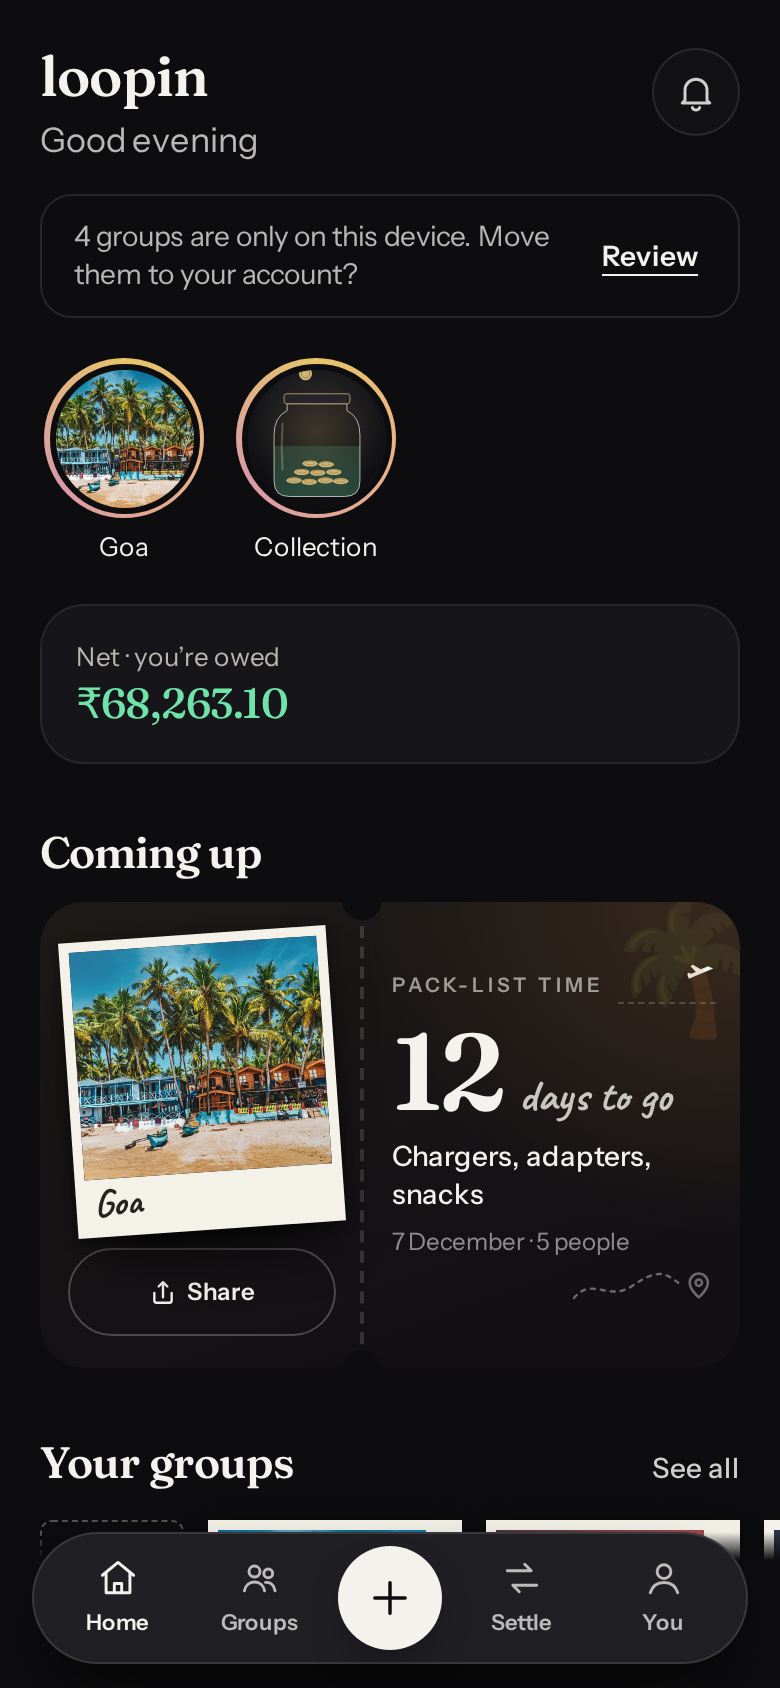 loopin
Good evening
4 groups are only on this device. Move
them to your account?
Review
Goa
Collection
Net · you’re owed
₹68,263.10
Coming up
PACK-LIST TIME
12 days to go
Chargers, adapters,
snacks
7 December · 5 people
Goa
Share
Your groups
See all
Home
Groups
Settle
You